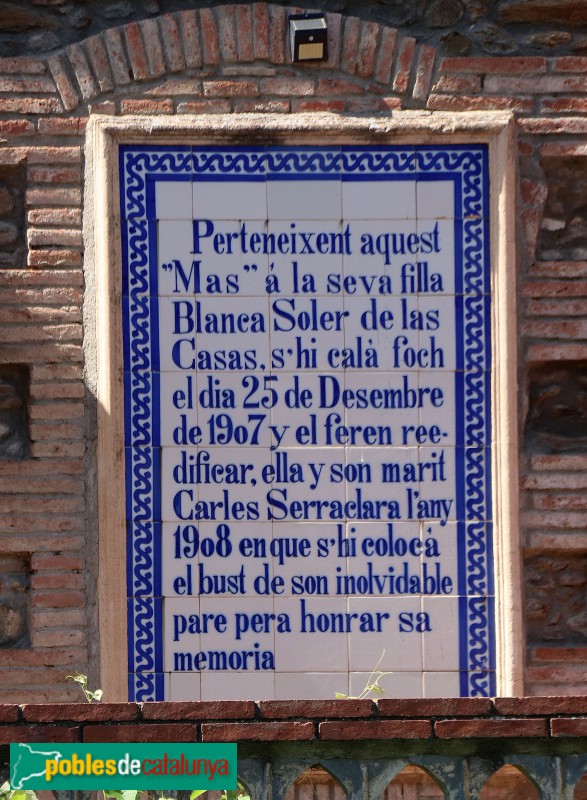 Perteneixent aquest
"Mas" á la seva filla
Blanca Soler de las
Casas, s'hi calà foch
el dia 25 de Desembre
de 1907 y el feren ree-
dificar, ella y son marit
Carles Serraclara l'any
1908 en que s'hi colocá
el bust de son inolvidable
pare pera honrar sa
memoria
poblesdecatalunya